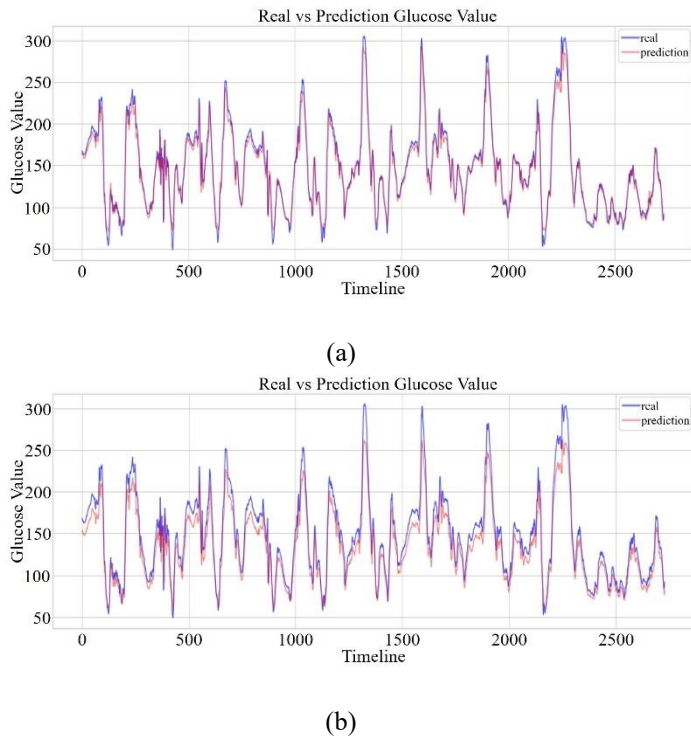 Real vs Prediction Glucose Value
real
prediction
Glucose Value
300
250
200
150
100
50
0 500 1000 1500 2000 2500
Timeline
(a)
Real vs Prediction Glucose Value
real
prediction
Glucose Value
300
250
200
150
100
50
0 500 1000 1500 2000 2500
Timeline
(b)